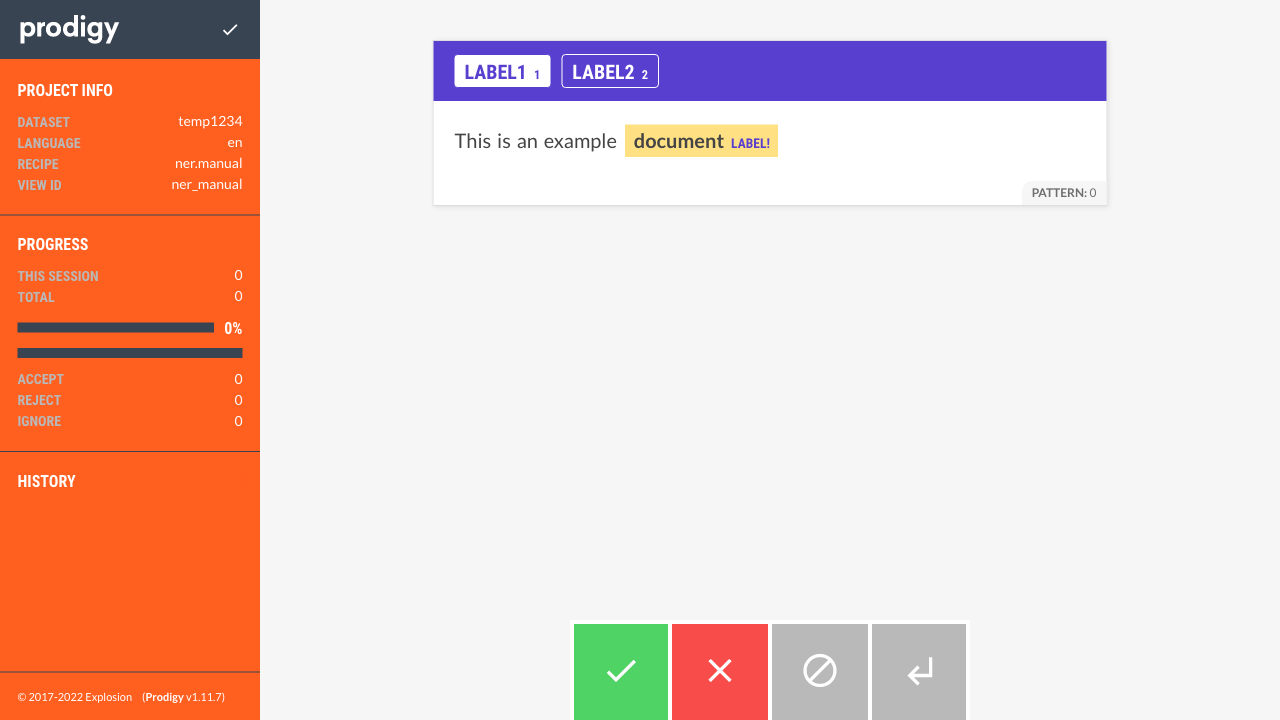 prodigy
PROJECT INFO
DATASET temp1234
LANGUAGE en
RECIPE ner.manual
VIEW ID ner_manual
PROGRESS
THIS SESSION 0
TOTAL 0
0%
ACCEPT 0
REJECT 0
IGNORE 0
HISTORY
© 2017-2022 Explosion (Prodigy v1.11.7)
LABEL1 1 LABEL2 2
This is an example document LABEL!
PATTERN: 0